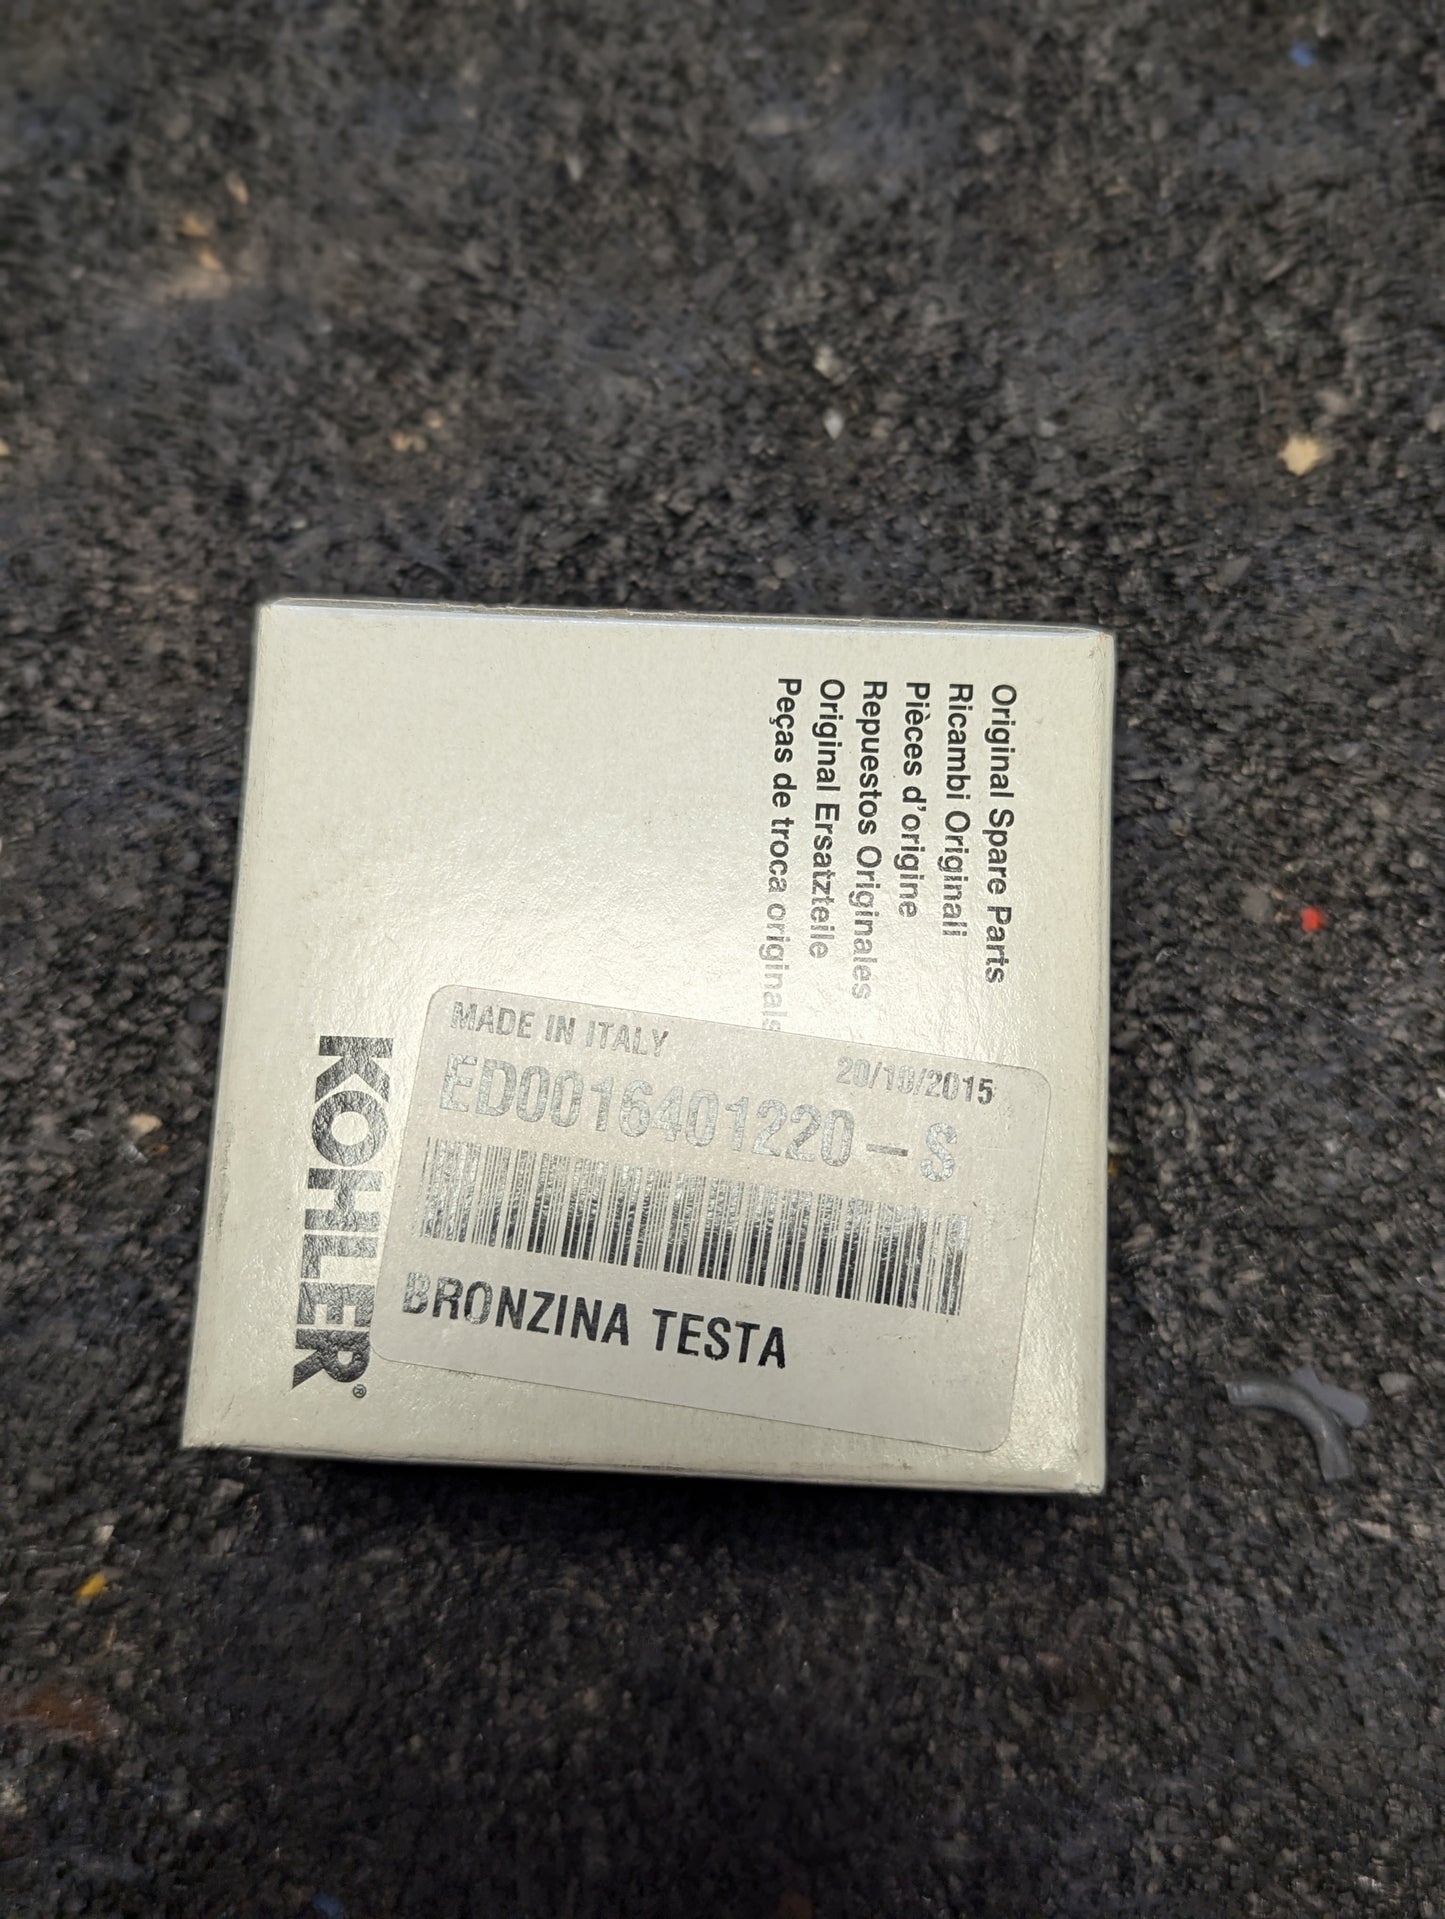 Original Spare Parts
Ricambi Originali
Pièces d'origine
Repuestos Originales
Original Ersatzteile
Peças de troca originals
KOHLER®
MADE IN ITALY
20/10/2015
ED0016401220-S
BRONZINA TESTA